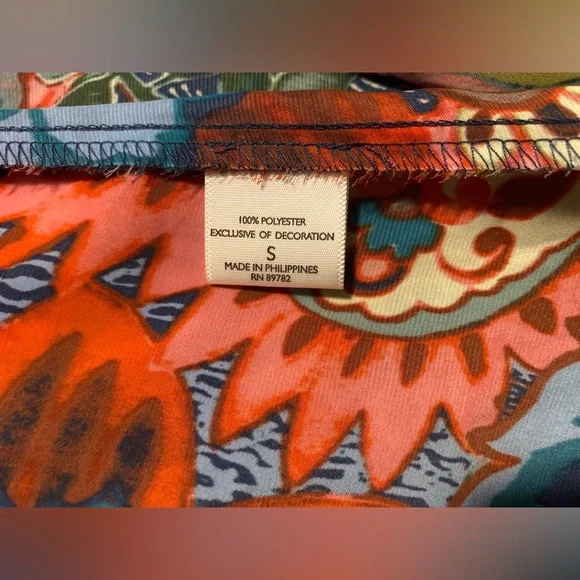 100% POLYESTER
EXCLUSIVE OF DECORATION
S
MADE IN PHILIPPINES
RN 89782